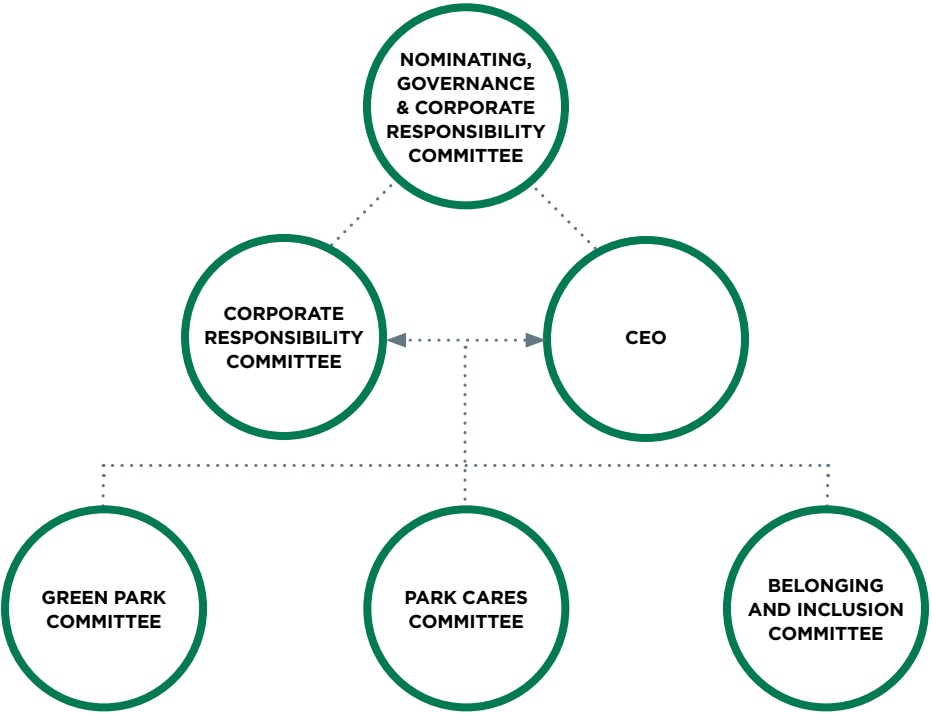 NOMINATING,
GOVERNANCE
& CORPORATE
RESPONSIBILITY
COMMITTEE
CORPORATE
RESPONSIBILITY
COMMITTEE
CEO
GREEN PARK
COMMITTEE
PARK CARES
COMMITTEE
BELONGING
AND INCLUSION
COMMITTEE